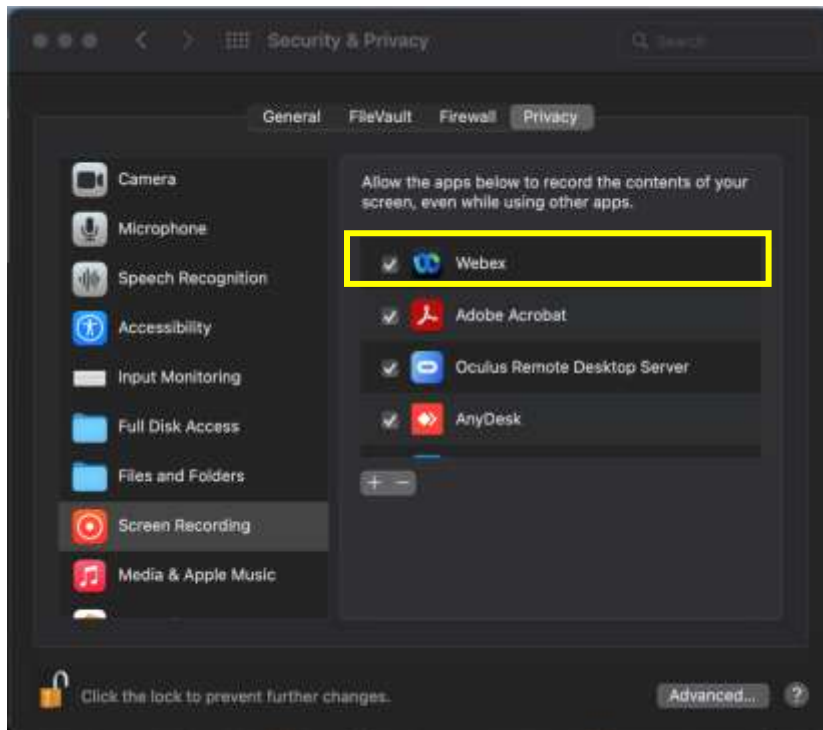 Security & Privacy
Search
General FileVault Firewall Privacy
Camera
Microphone
Speech Recognition
Accessibility
Input Monitoring
Full Disk Access
Files and Folders
Screen Recording
Media & Apple Music
Allow the apps below to record the contents of your
screen, even while using other apps.
Webex
Adobe Acrobat
Oculus Remote Desktop Server
AnyDesk
+ −
Click the lock to prevent further changes.
Advanced...
?